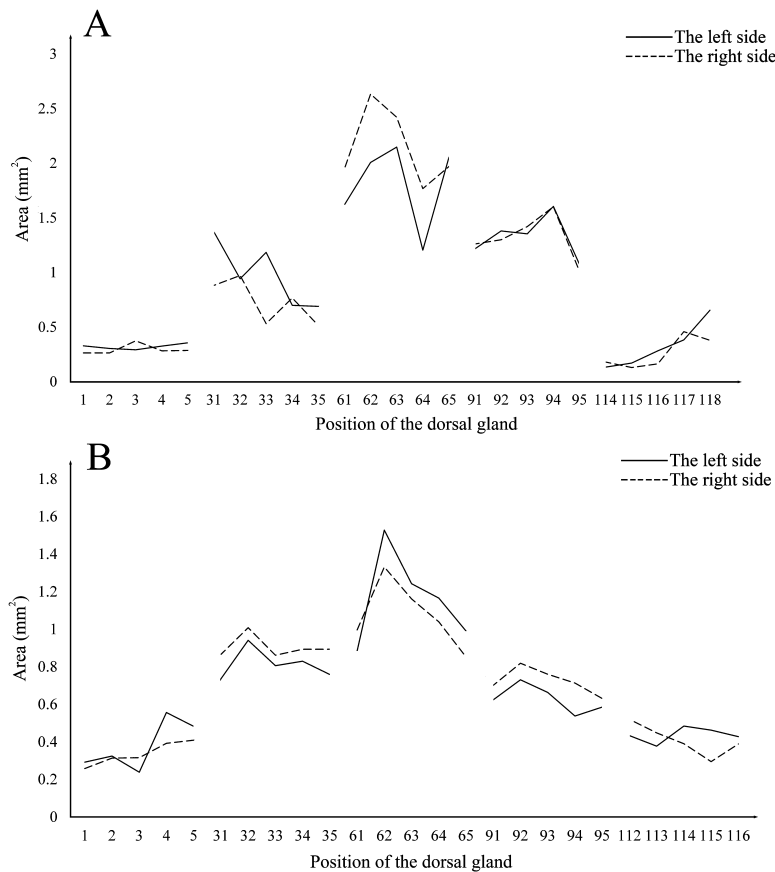 A
The left side
The right side
3
2.5
2
1.5
1
0.5
0
Area (mm²)
1 2 3 4 5 31 32 33 34 35 61 62 63 64 65 91 92 93 94 95 114 115 116 117 118
Position of the dorsal gland
B
The left side
The right side
1.8
1.6
1.4
1.2
1
0.8
0.6
0.4
0.2
0
Area (mm²)
1 2 3 4 5 31 32 33 34 35 61 62 63 64 65 91 92 93 94 95 112 113 114 115 116
Position of the dorsal gland